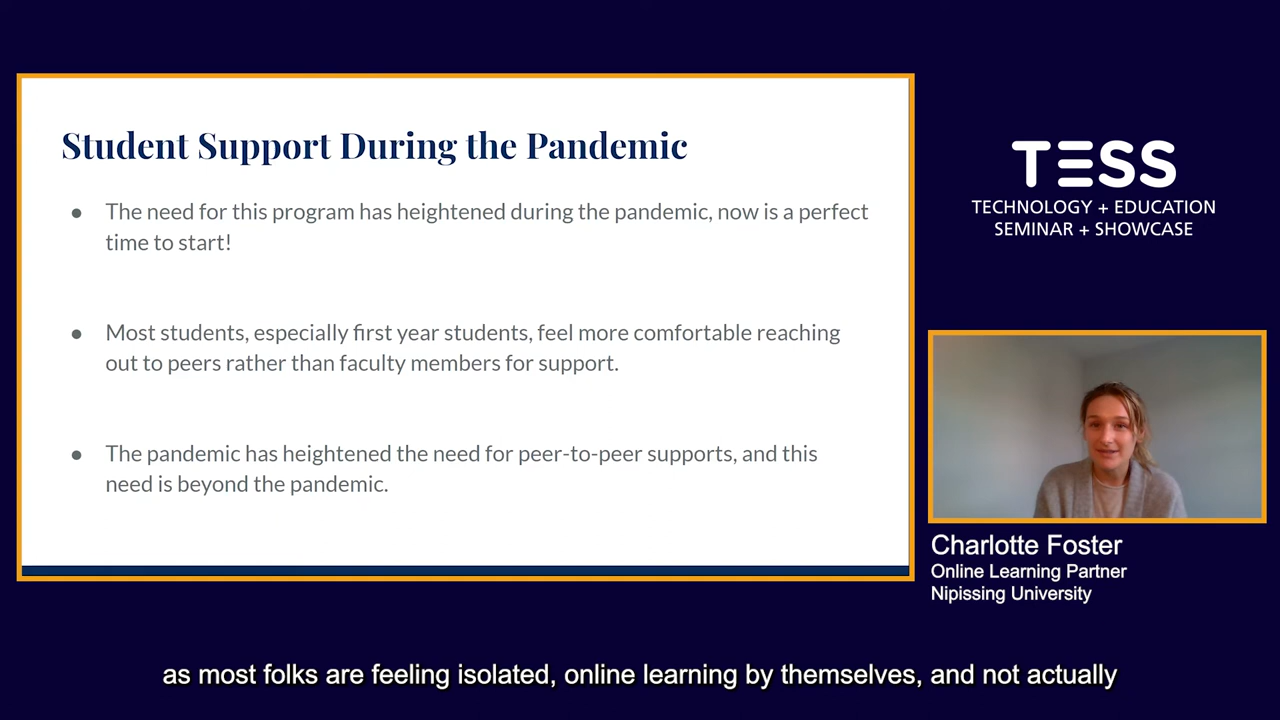 Student Support During the Pandemic
● The need for this program has heightened during the pandemic, now is a perfect
time to start!
● Most students, especially first year students, feel more comfortable reaching
out to peers rather than faculty members for support.
● The pandemic has heightened the need for peer-to-peer supports, and this
need is beyond the pandemic.
TESS
TECHNOLOGY + EDUCATION
SEMINAR + SHOWCASE
Charlotte Foster
Online Learning Partner
Nipissing University
as most folks are feeling isolated, online learning by themselves, and not actually